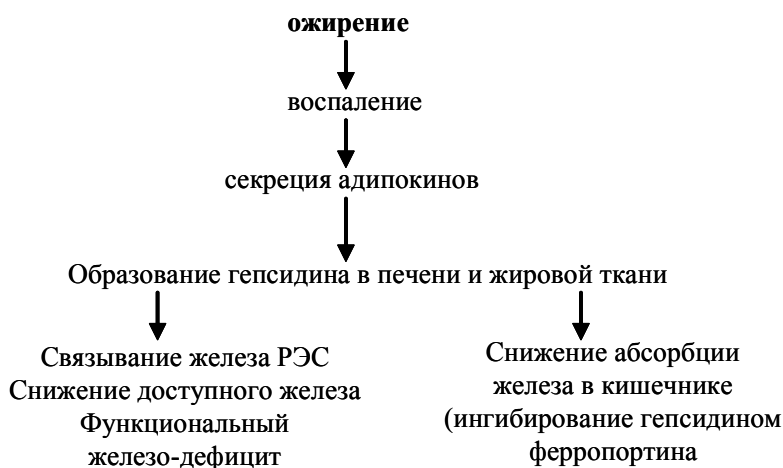 ожирение
воспаление
секреция адипокинов
Образование гепсидина в печени и жировой ткани
Связывание железа РЭС
Снижение доступного железа
Функциональный
железо-дефицит
Снижение абсорбции
железа в кишечнике
(ингибирование гепсидином
ферропортина